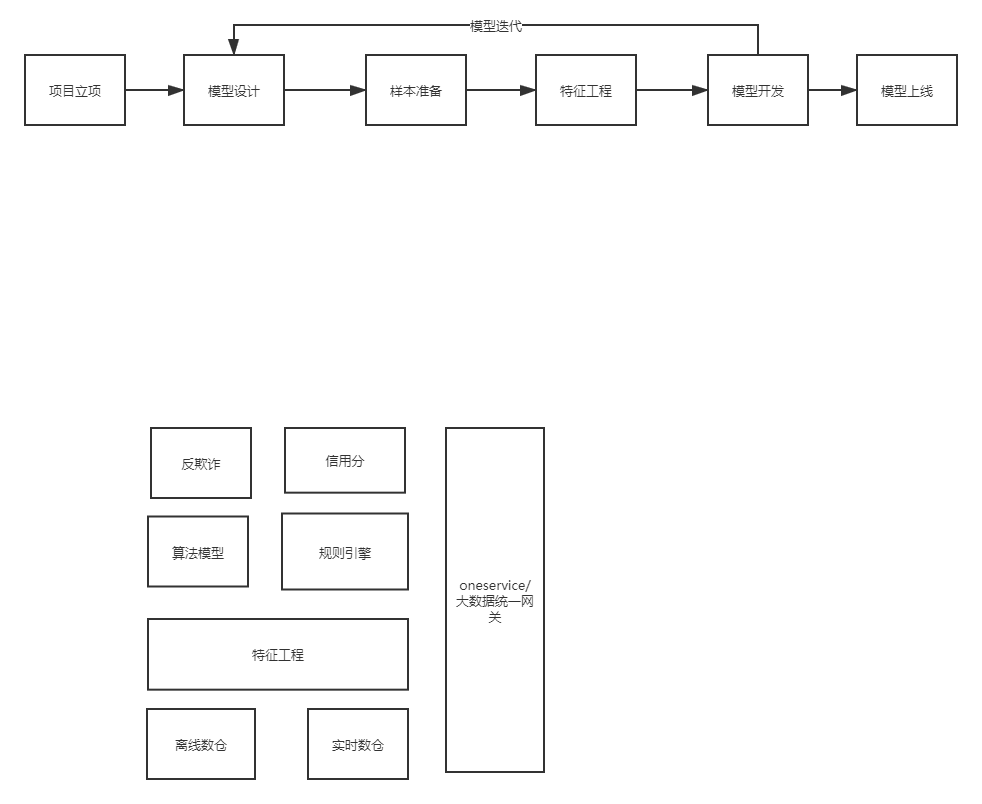 模型迭代
项目立项
模型设计
样本准备
特征工程
模型开发
模型上线
反欺诈
信用分
算法模型
规则引擎
特征工程
离线数仓
实时数仓
oneservice/
大数据统一网
关